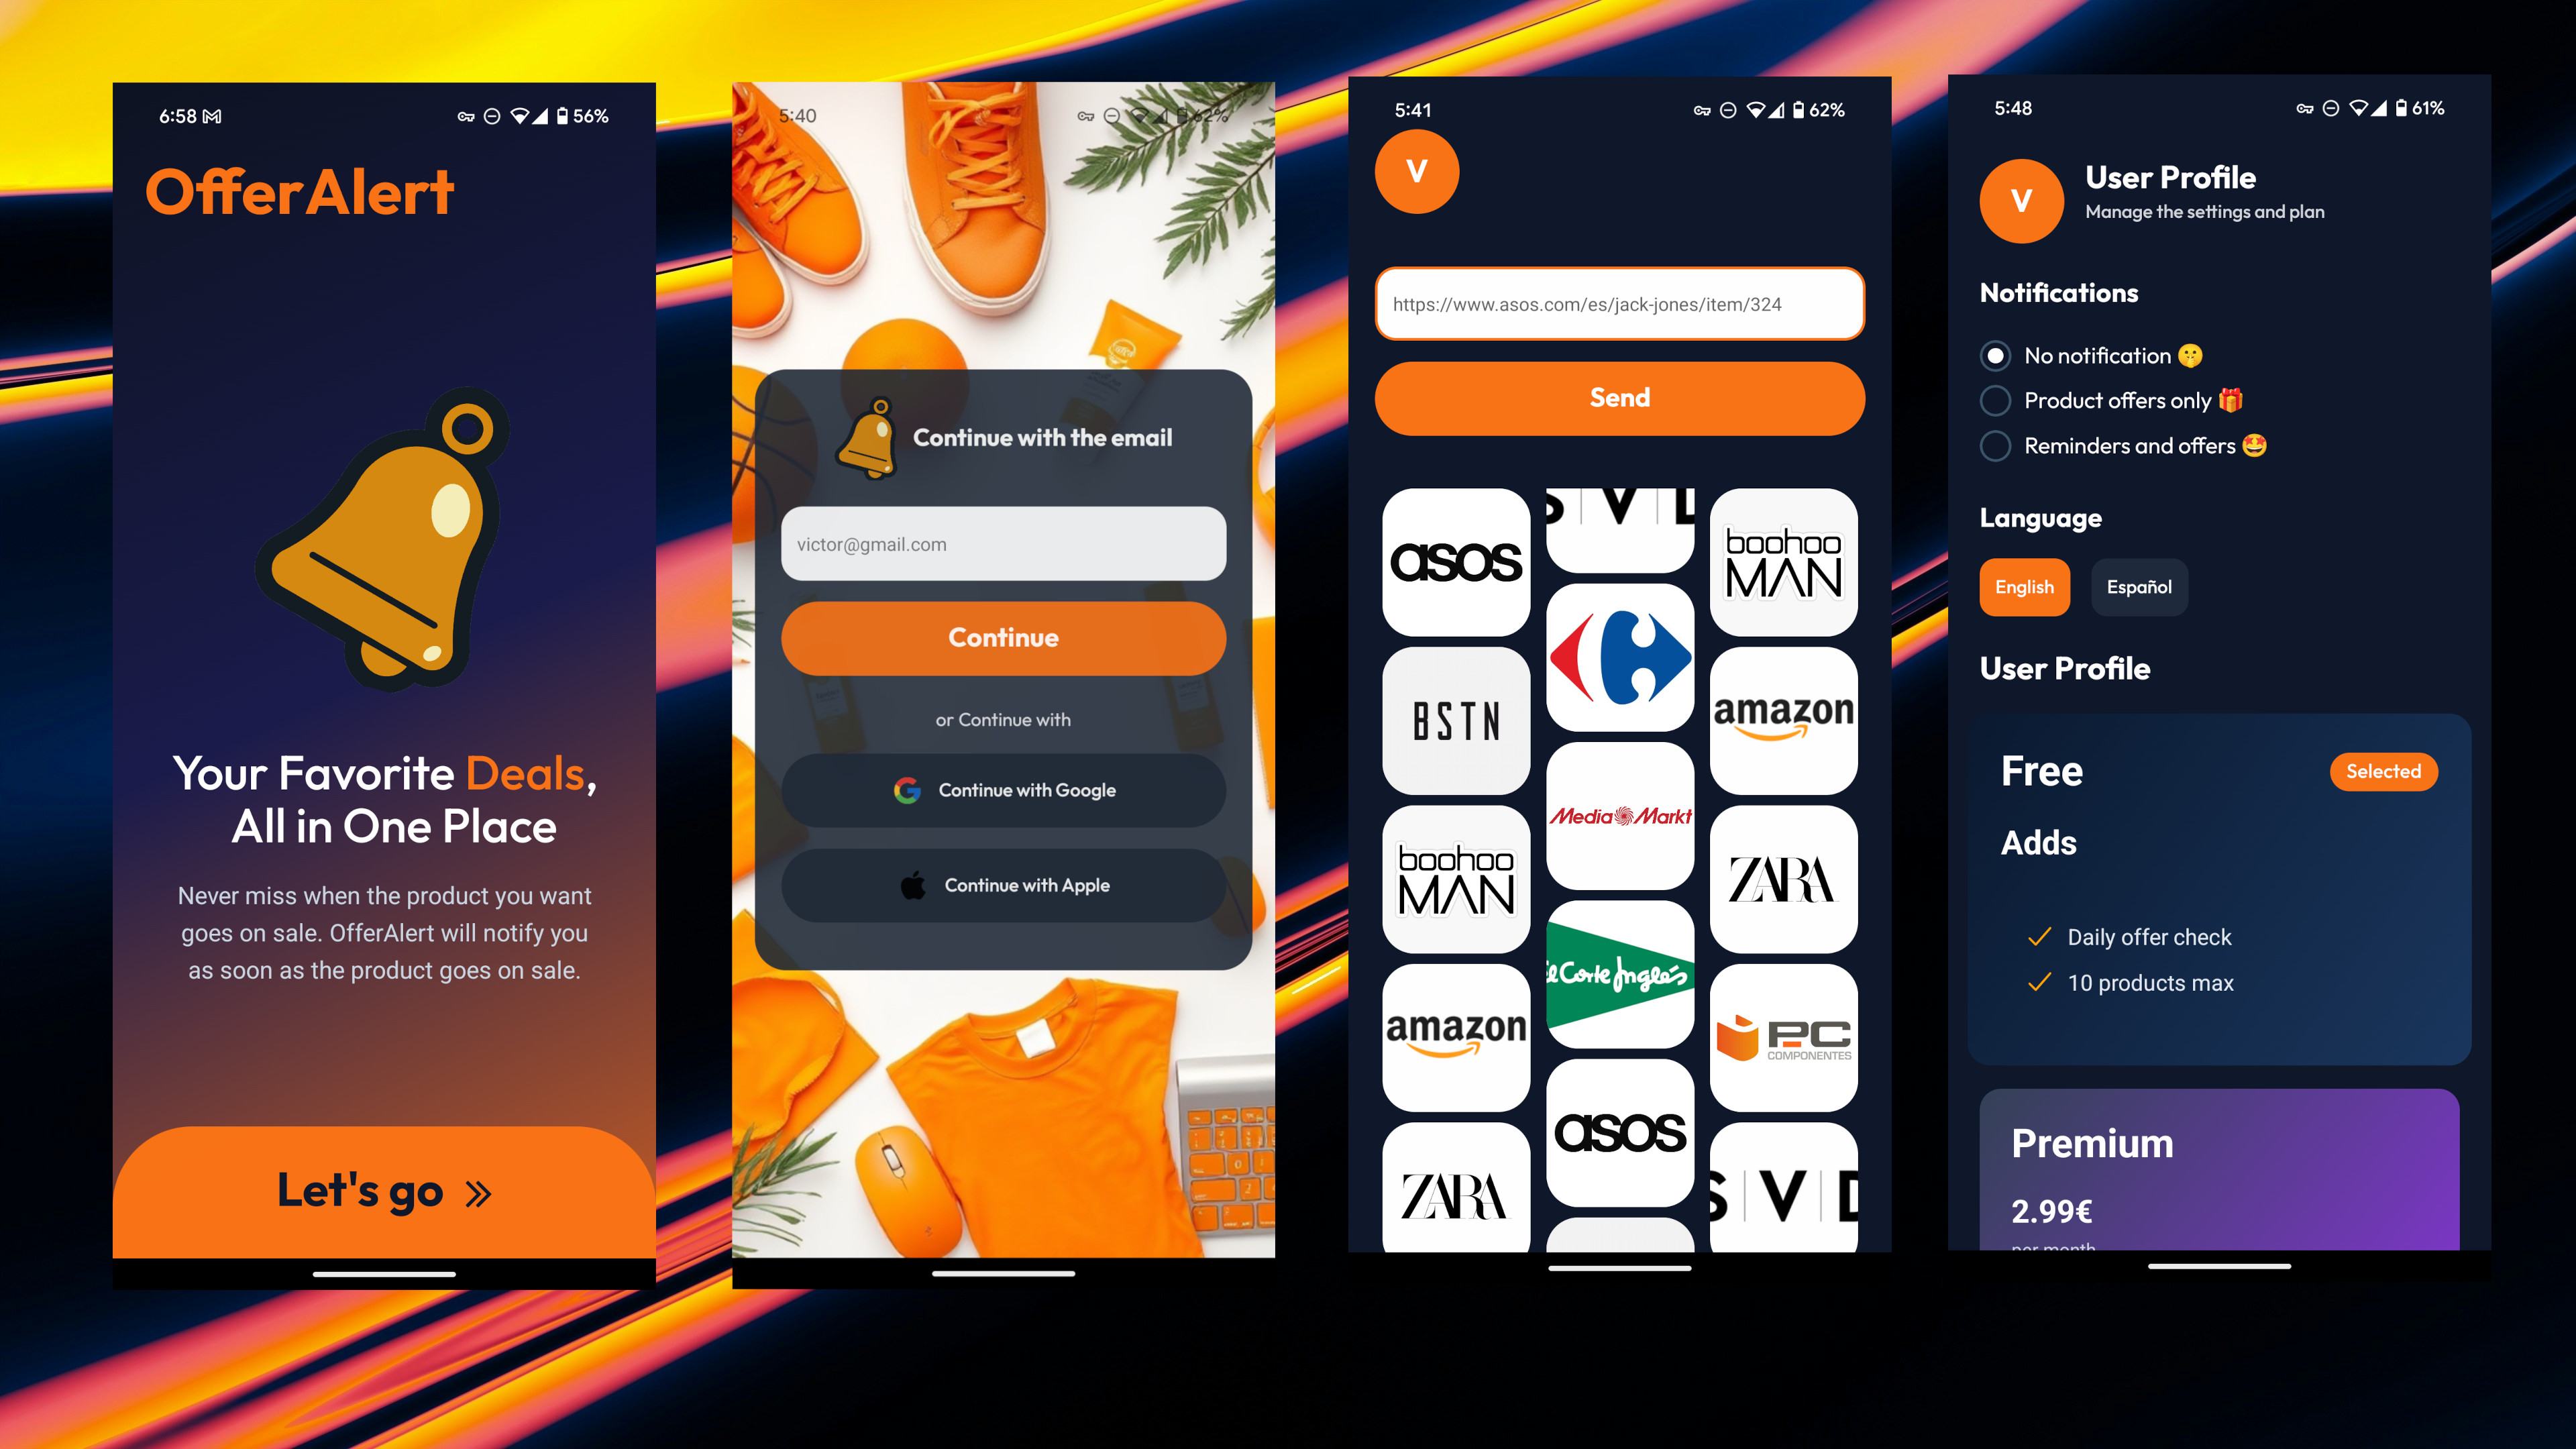 6:58
56%
OfferAlert
Your Favorite Deals,
All in One Place
Never miss when the product you want
goes on sale. OfferAlert will notify you
as soon as the product goes on sale.
Let's go
5:40
62%
Continue with the email
victor@gmail.com
Continue
or Continue with
Continue with Google
Continue with Apple
5:41
62%
V
https://www.asos.com/es/jack-jones/item/324
Send
asos
BSTN
boohoo
MAN
amazon
ZARA
S|V|D
Media Markt
El Corte Inglés
asos
boohoo
MAN
amazon
ZARA
PC
COMPONENTES
S|V|D
5:48
61%
V
User Profile
Manage the settings and plan
Notifications
No notification 🤫
Product offers only 🎁
Reminders and offers 🤩
Language
English
Español
User Profile
Free
Selected
Adds
Daily offer check
10 products max
Premium
2.99€
per month